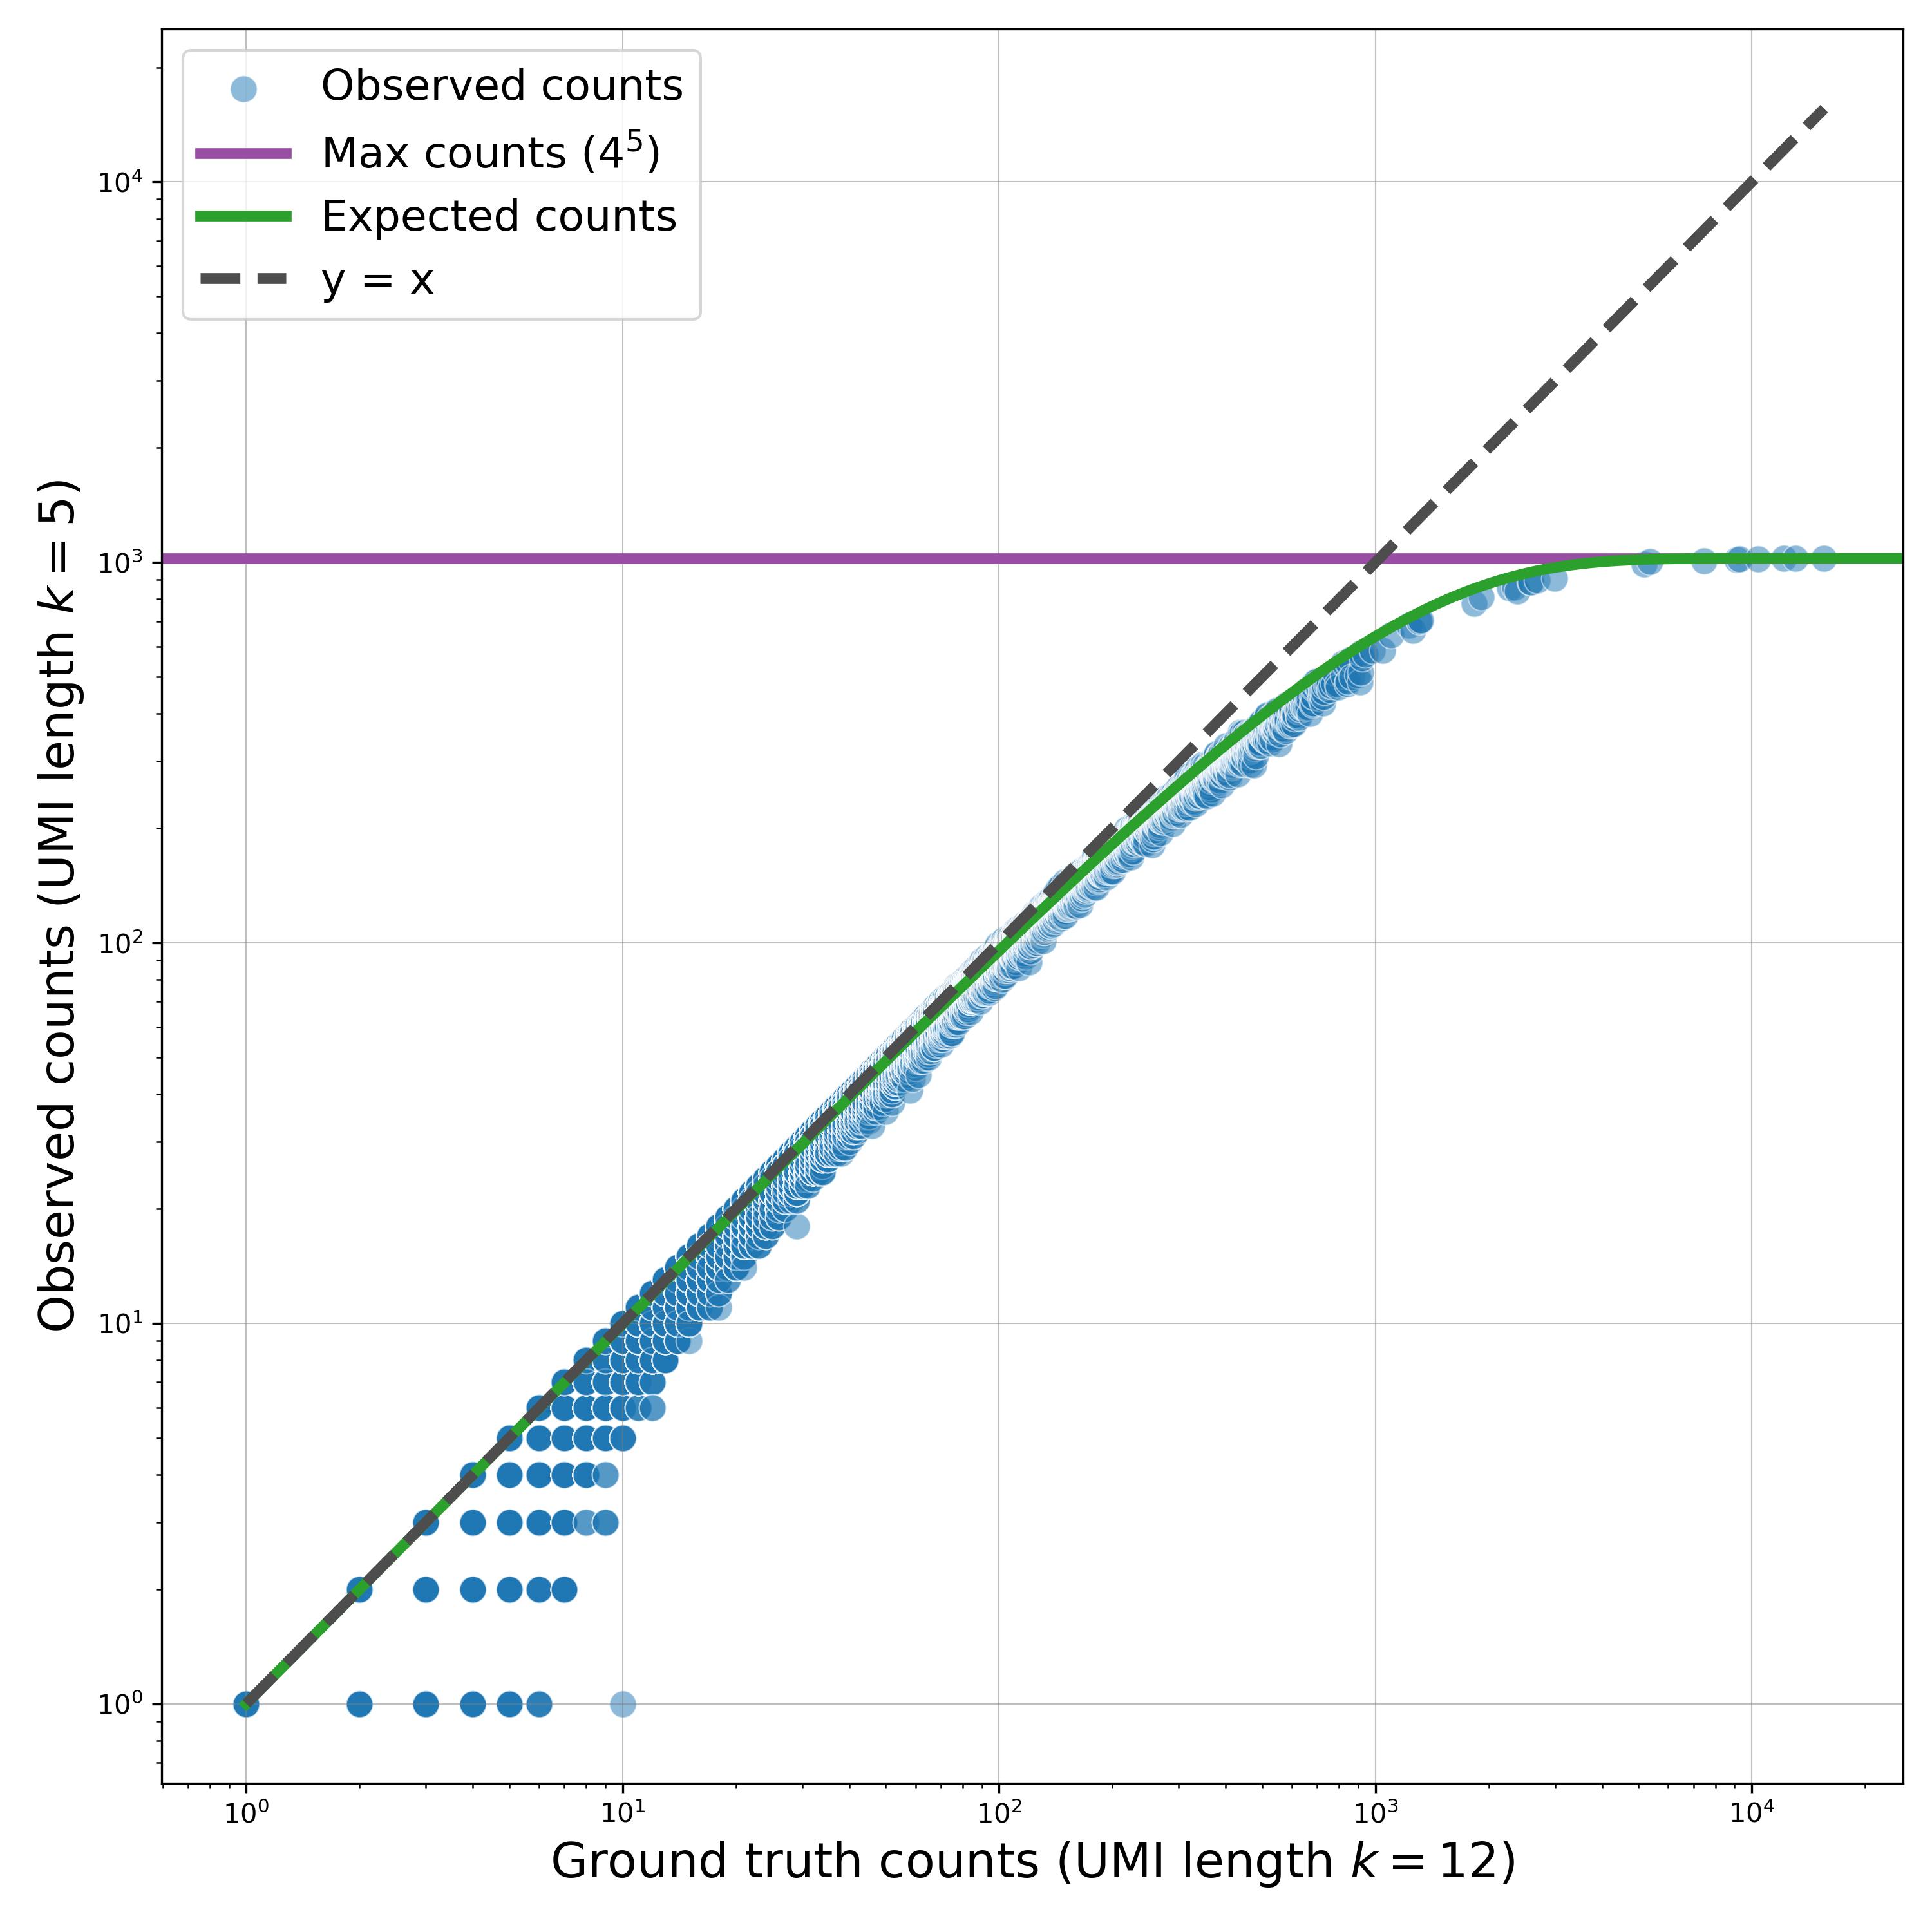 Observed counts
Max counts (4⁵)
Expected counts
y = x
10⁴
10³
10²
10¹
10⁰
Observed counts (UMI length k = 5)
10⁰ 10¹ 10² 10³ 10⁴
Ground truth counts (UMI length k = 12)